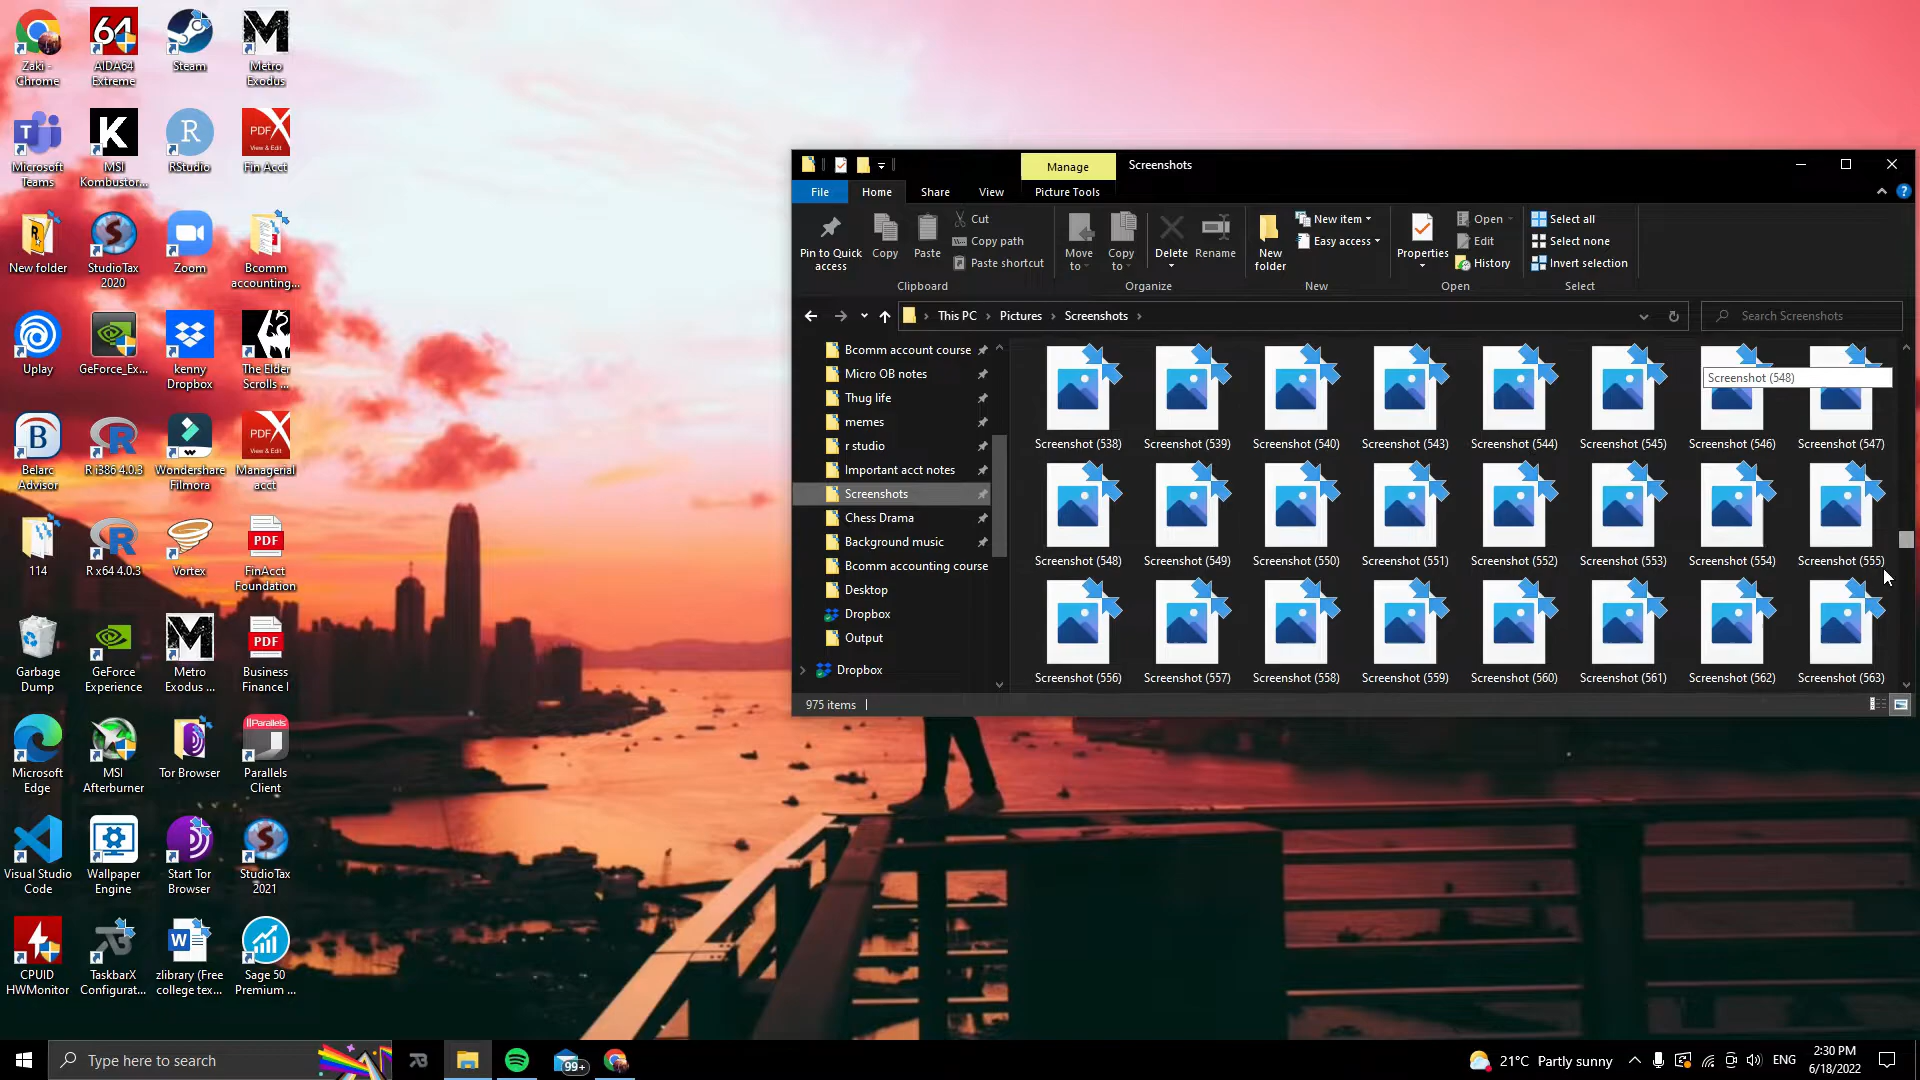 Zaki -
Chrome
64
AIDA64
Extreme
Steam
Metro
Exodus
T
Microsoft
Teams
K
MSI
Kombustor...
R
RStudio
PDF X
View & Edit
Fin Acct
New folder
StudioTax
2020
Zoom
Bcomm
accounting...
Uplay
GeForce_Ex...
kenny
Dropbox
The Elder
Scrolls ...
B
Belarc
Advisor
R
R i386 4.0.3
Wondershare
Filmora
PDF X
View & Edit
Managerial
acct
114
R
R x64 4.0.3
Vortex
PDF
FinAcct
Foundation
Garbage
Dump
GeForce
Experience
Metro
Exodus ...
PDF
Business
Finance I
Microsoft
Edge
MSI
Afterburner
Tor Browser
Parallels
Parallels
Client
Visual Studio
Code
Wallpaper
Engine
Start Tor
Browser
StudioTax
2021
CPUID
HWMonitor
TaskbarX
Configurat...
W
zlibrary (Free
college tex...
Sage 50
Premium ...
Manage
Screenshots
File
Home
Share
View
Picture Tools
?
Pin to Quick
access
Copy
Paste
Cut
Copy path
Paste shortcut
Clipboard
Move
to
Copy
to
Delete
Rename
Organize
New
folder
New item
Easy access
New
Properties
Open
Edit
History
Open
Select all
Select none
Invert selection
Select
This PC › Pictures › Screenshots ›
Search Screenshots
Bcomm account course
Micro OB notes
Thug life
memes
r studio
Important acct notes
Screenshots
Chess Drama
Background music
Bcomm accounting course
Desktop
Dropbox
Output
Dropbox
Screenshot (548)
Screenshot (538) Screenshot (539) Screenshot (540) Screenshot (543) Screenshot (544) Screenshot (545) Screenshot (546) Screenshot (547)
Screenshot (548) Screenshot (549) Screenshot (550) Screenshot (551) Screenshot (552) Screenshot (553) Screenshot (554) Screenshot (555)
Screenshot (556) Screenshot (557) Screenshot (558) Screenshot (559) Screenshot (560) Screenshot (561) Screenshot (562) Screenshot (563)
975 items
Type here to search
99+
21°C Partly sunny
ENG
2:30 PM
6/18/2022